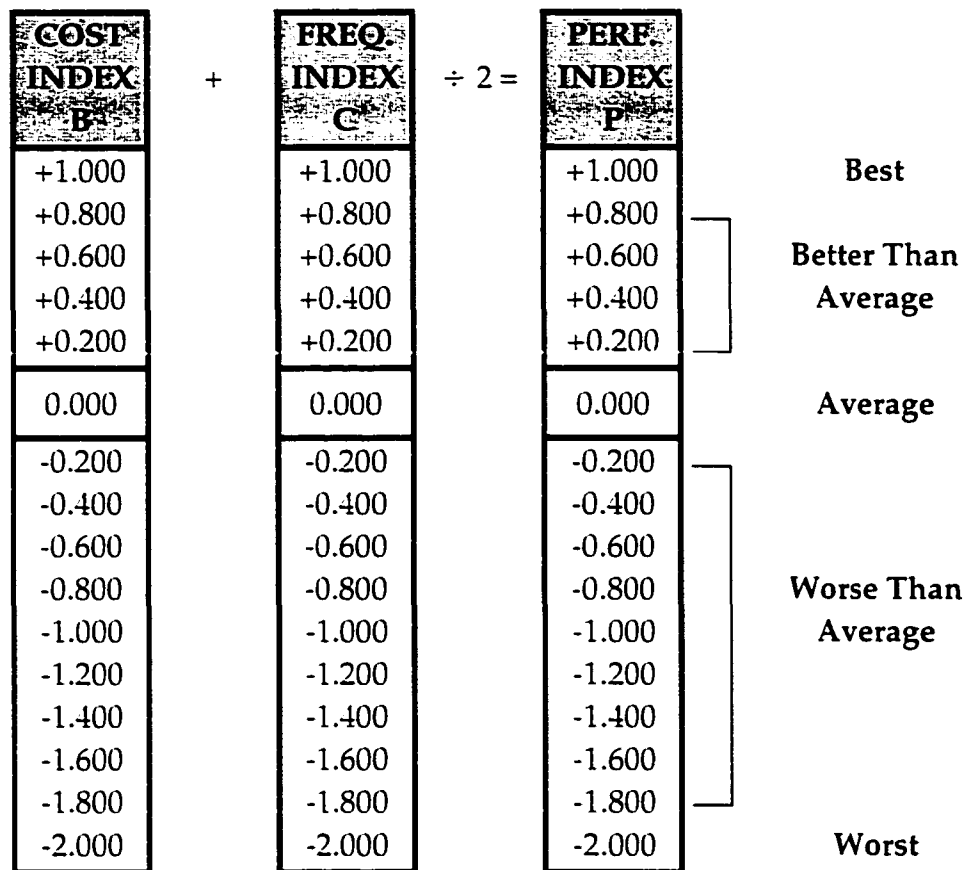 COST FREQ. PERF.
INDEX + INDEX ÷ 2 = INDEX
B C P
+1.000 +1.000 +1.000 Best
+0.800 +0.800 +0.800
+0.600 +0.600 +0.600 Better Than
+0.400 +0.400 +0.400 Average
+0.200 +0.200 +0.200
0.000 0.000 0.000 Average
-0.200 -0.200 -0.200
-0.400 -0.400 -0.400
-0.600 -0.600 -0.600
-0.800 -0.800 -0.800 Worse Than
-1.000 -1.000 -1.000 Average
-1.200 -1.200 -1.200
-1.400 -1.400 -1.400
-1.600 -1.600 -1.600
-1.800 -1.800 -1.800
-2.000 -2.000 -2.000 Worst